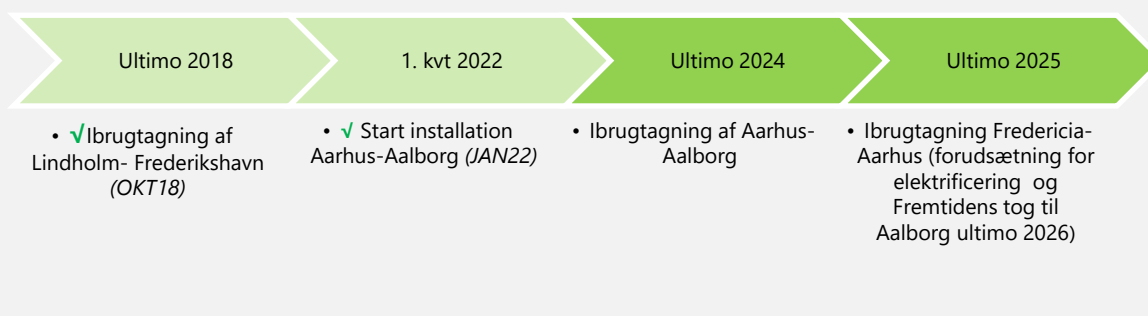 Ultimo 2018
1. kvt 2022
Ultimo 2024
Ultimo 2025
• √Ibrugtagning af
Lindholm- Frederikshavn
(OKT18)
• √ Start installation
Aarhus-Aalborg (JAN22)
• Ibrugtagning af Aarhus-
Aalborg
• Ibrugtagning Fredericia-
Aarhus (forudsætning for
elektrificering og
Fremtidens tog til
Aalborg ultimo 2026)